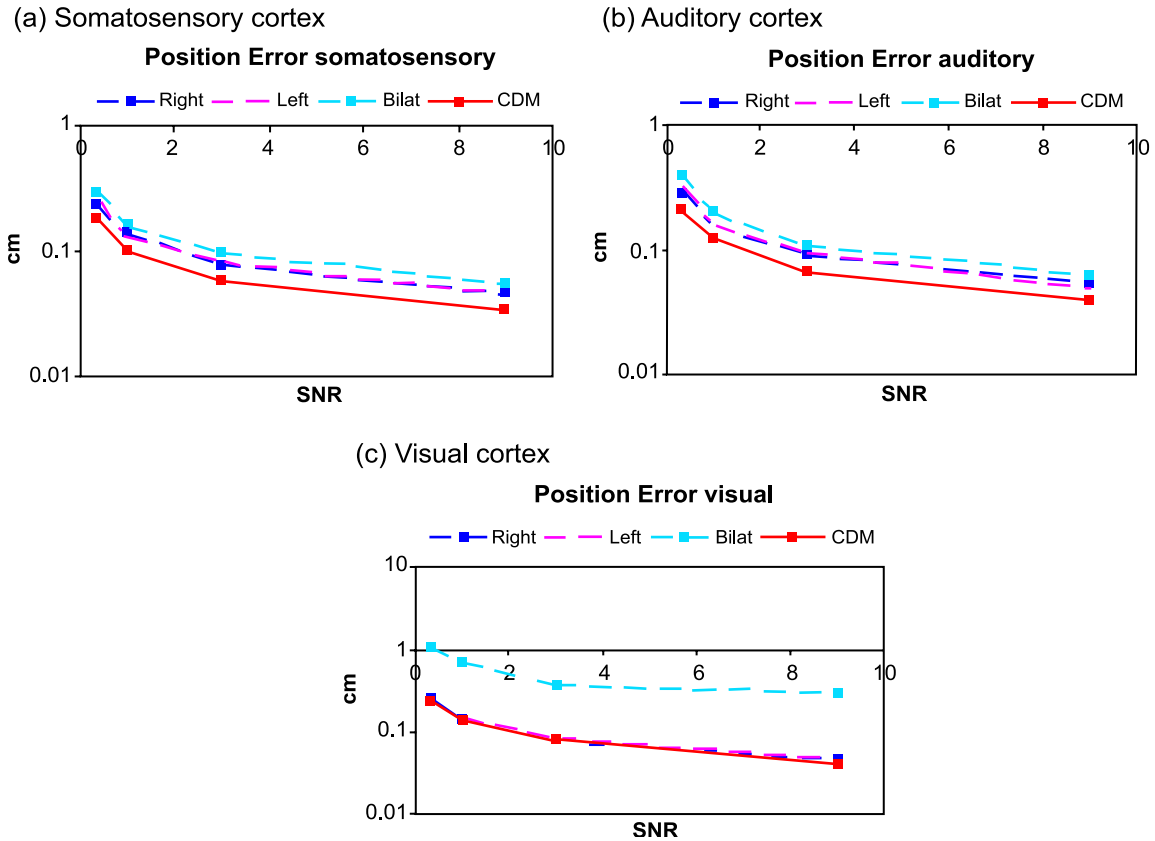 (a) Somatosensory cortex
Position Error somatosensory
Right Left Bilat CDM
1
0 2 4 6 8 10
0.1
0.01
cm
SNR
(b) Auditory cortex
Position Error auditory
Right Left Bilat CDM
1
0 2 4 6 8 10
0.1
0.01
cm
SNR
(c) Visual cortex
Position Error visual
Right Left Bilat CDM
10
1
0 2 4 6 8 10
0.1
0.01
cm
SNR